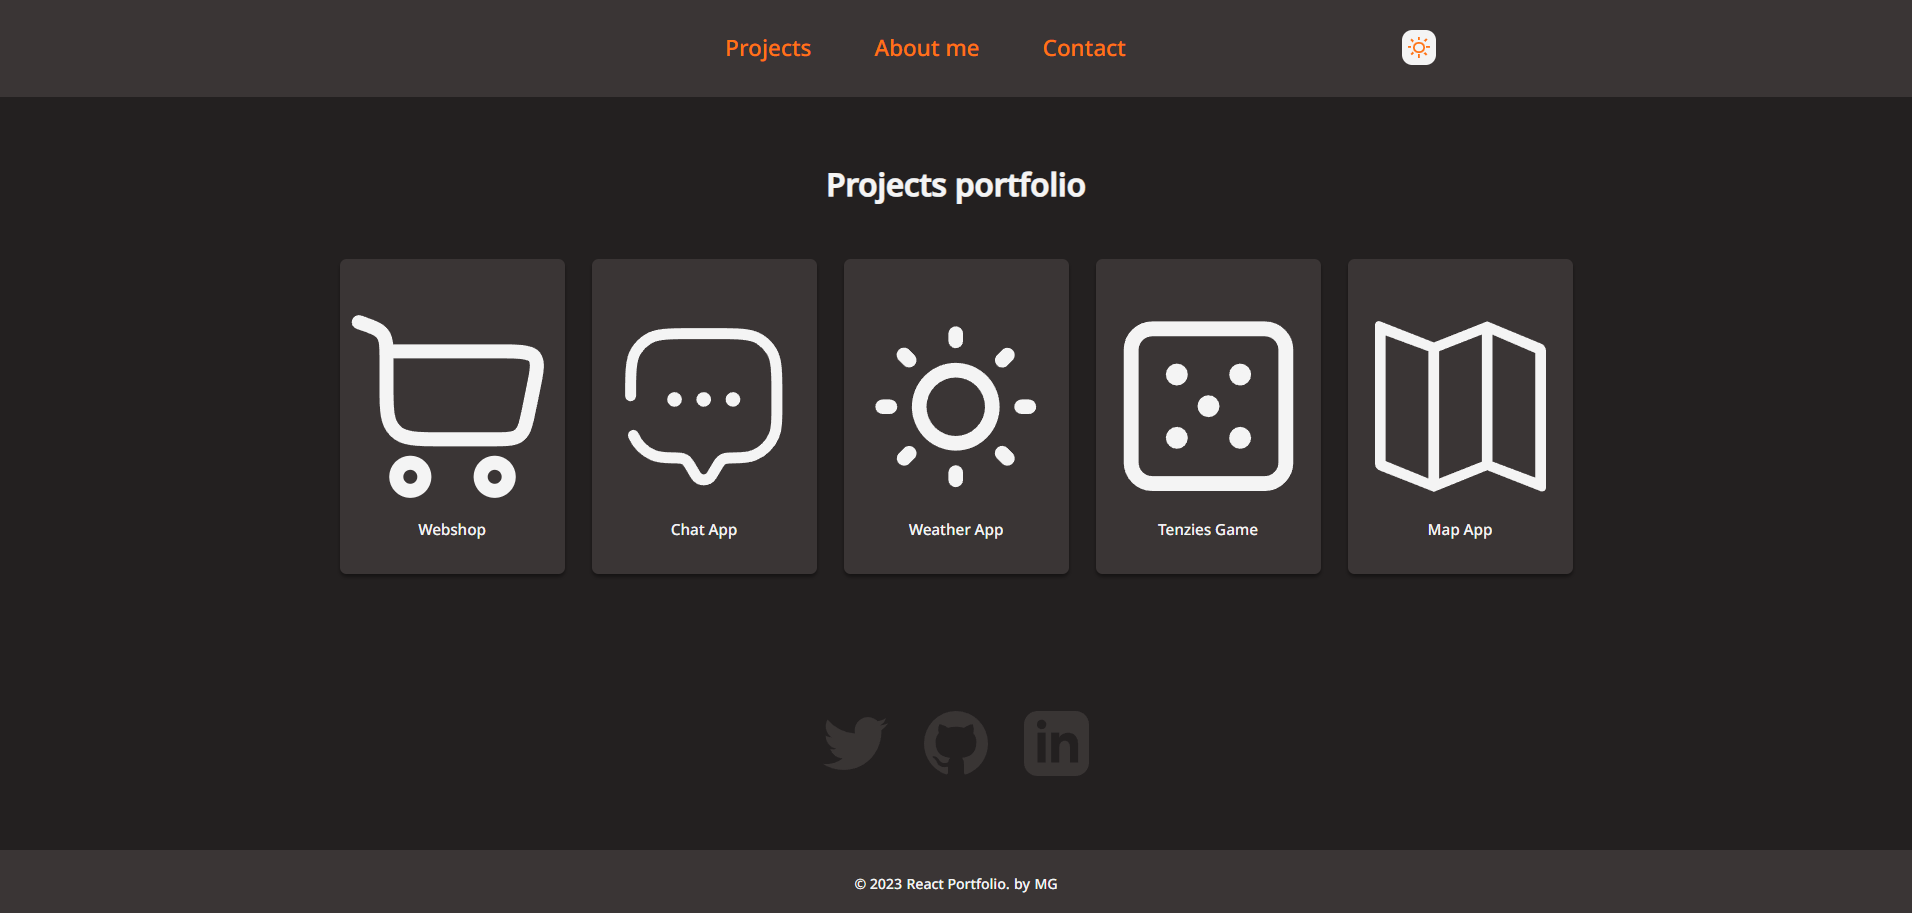 Projects
About me
Contact
Projects portfolio
Webshop
Chat App
Weather App
Tenzies Game
Map App
in
© 2023 React Portfolio. by MG